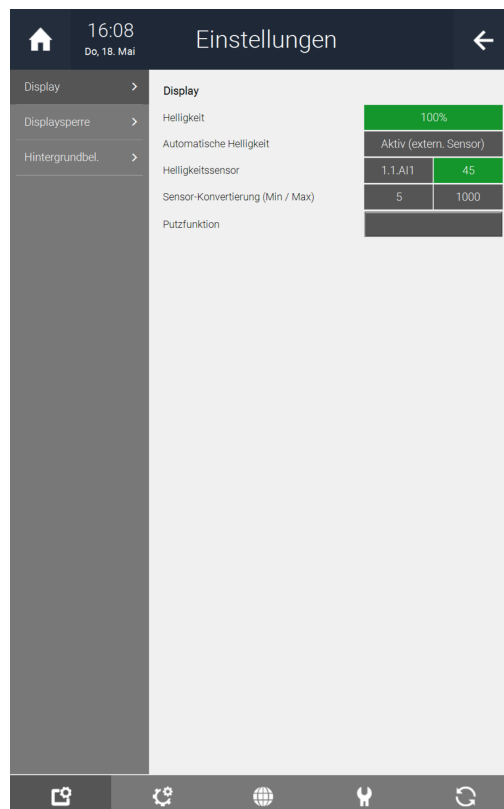 16:08
Do, 18. Mai
Einstellungen
Display
Displaysperre
Hintergrundbel.
Display
Helligkeit 100%
Automatische Helligkeit Aktiv (extern. Sensor)
Helligkeitssensor 1.1.AI1 45
Sensor-Konvertierung (Min / Max) 5 1000
Putzfunktion